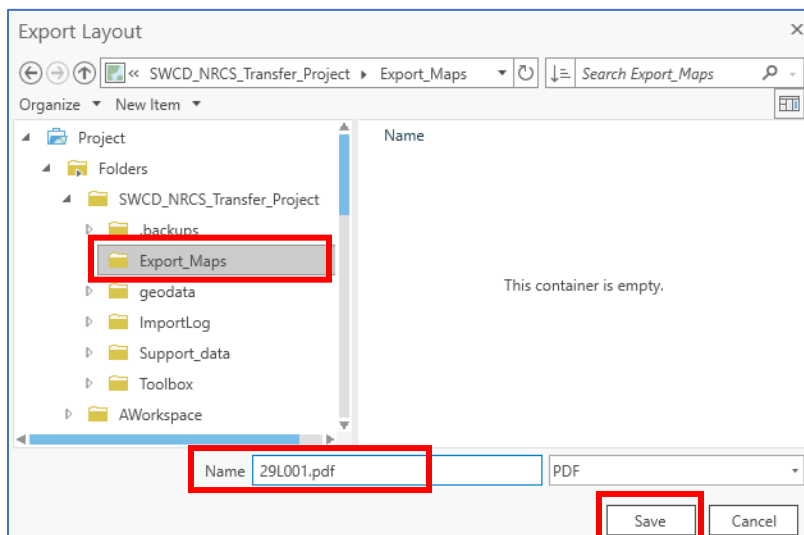 Export Layout
« SWCD_NRCS_Transfer_Project Export_Maps Search Export_Maps
Organize New Item
Project Name
Folders
SWCD_NRCS_Transfer_Project
.backups
Export_Maps
geodata This container is empty.
ImportLog
Support_data
Toolbox
AWorkspace
Name 29L001.pdf PDF
Save Cancel